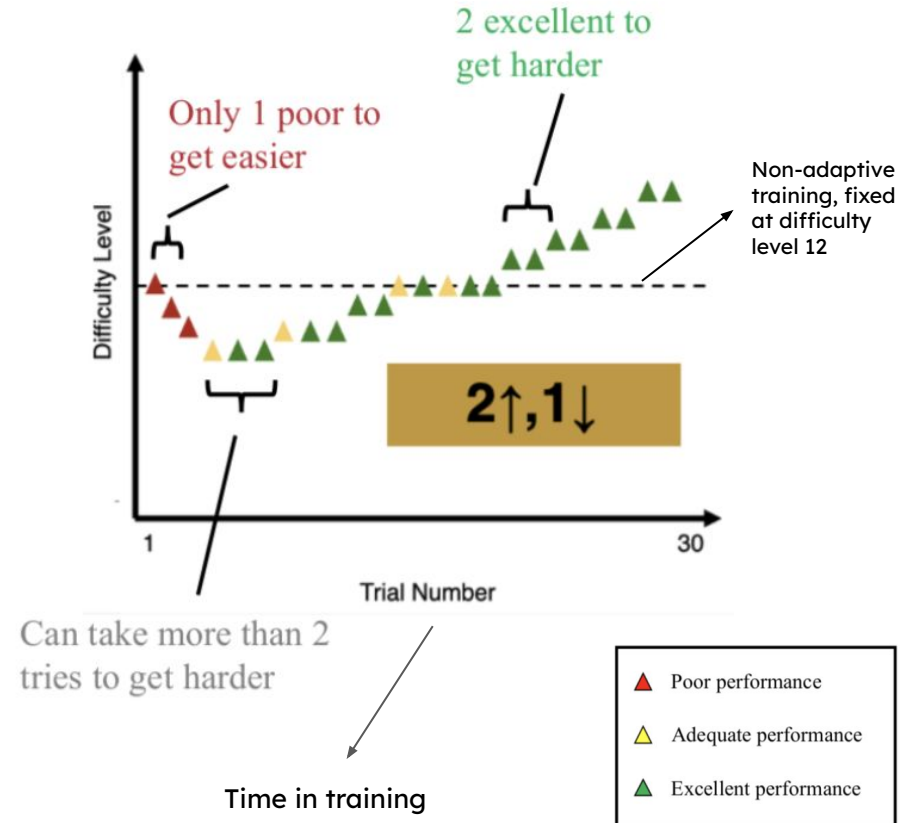 2 excellent to
get harder
Only 1 poor to
get easier
Non-adaptive
training, fixed
at difficulty
level 12
Difficulty Level
2↑,1↓
1
30
Trial Number
Can take more than 2
tries to get harder
Poor performance
Adequate performance
Excellent performance
Time in training